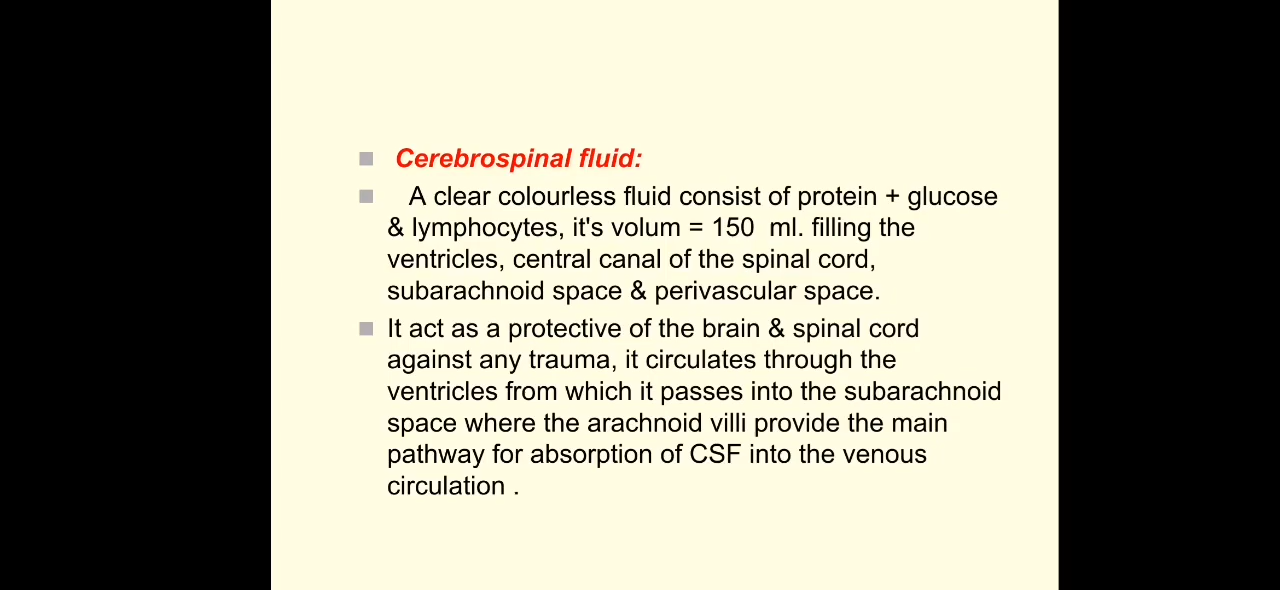 Cerebrospinal fluid:
A clear colourless fluid consist of protein + glucose
& lymphocytes, it's volum = 150 ml. filling the
ventricles, central canal of the spinal cord,
subarachnoid space & perivascular space.
It act as a protective of the brain & spinal cord
against any trauma, it circulates through the
ventricles from which it passes into the subarachnoid
space where the arachnoid villi provide the main
pathway for absorption of CSF into the venous
circulation .